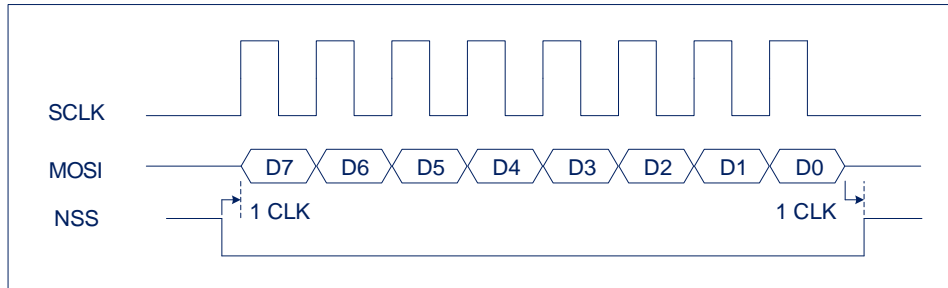 SCLK
MOSI D7 D6 D5 D4 D3 D2 D1 D0
NSS 1 CLK 1 CLK